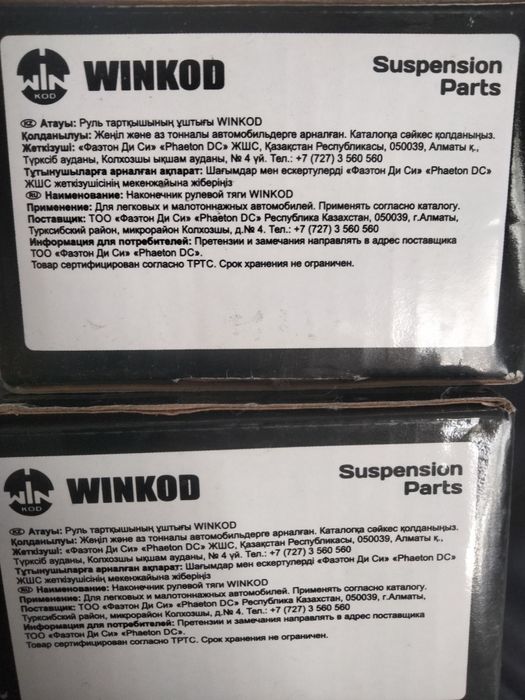 WIN
KOD
WINKOD
Suspension
Parts
KZ Атауы: Руль тартқышының ұштығы WINKOD
Қолданылуы: Жеңіл және аз тонналы автомобильдерге арналған. Каталогқа сәйкес қолданыңыз.
Жеткізуші: «Фаэтон Ди Си» «Phaeton DC» ЖШС, Қазақстан Республикасы, 050039, Алматы қ.,
Түрксіб ауданы, Колхозшы ықшам ауданы, № 4 үй. Тел.: +7 (727) 3 560 560
Тұтынушыларға арналған ақпарат: Шағымдар мен ескертулерді «Фаэтон Ди Си» «Phaeton DC»
ЖШС жеткізушісінің мекенжайына жіберіңіз
RU Наименование: Наконечник рулевой тяги WINKOD
Применение: Для легковых и малотоннажных автомобилей. Применять согласно каталогу.
Поставщик: ТОО «Фаэтон Ди Си» «Phaeton DC» Республика Казахстан, 050039, г.Алматы,
Турксибский район, микрорайон Колхозшы, д.№ 4. Тел.: +7 (727) 3 560 560
Информация для потребителей: Претензии и замечания направлять в адрес поставщика
ТОО «Фаэтон Ди Си» «Phaeton DC».
Товар сертифицирован согласно ТРТС. Срок хранения не ограничен.
WIN
KOD
WINKOD
Suspension
Parts
KZ Атауы: Руль тартқышының ұштығы WINKOD
Қолданылуы: Жеңіл және аз тонналы автомобильдерге арналған. Каталогқа сәйкес қолданыңыз.
Жеткізуші: «Фаэтон Ди Си» «Phaeton DC» ЖШС, Қазақстан Республикасы, 050039, Алматы қ.,
Түрксіб ауданы, Колхозшы ықшам ауданы, № 4 үй. Тел.: +7 (727) 3 560 560
Тұтынушыларға арналған ақпарат: Шағымдар мен ескертулерді «Фаэтон Ди Си» «Phaeton DC»
ЖШС жеткізушісінің мекенжайына жіберіңіз
RU Наименование: Наконечник рулевой тяги WINKOD
Применение: Для легковых и малотоннажных автомобилей. Применять согласно каталогу.
Поставщик: ТОО «Фаэтон Ди Си» «Phaeton DC» Республика Казахстан, 050039, г.Алматы,
Турксибский район, микрорайон Колхозшы, д.№ 4. Тел.: +7 (727) 3 560 560
Информация для потребителей: Претензии и замечания направлять в адрес поставщика
ТОО «Фаэтон Ди Си» «Phaeton DC».
Товар сертифицирован согласно ТРТС. Срок хранения не ограничен.